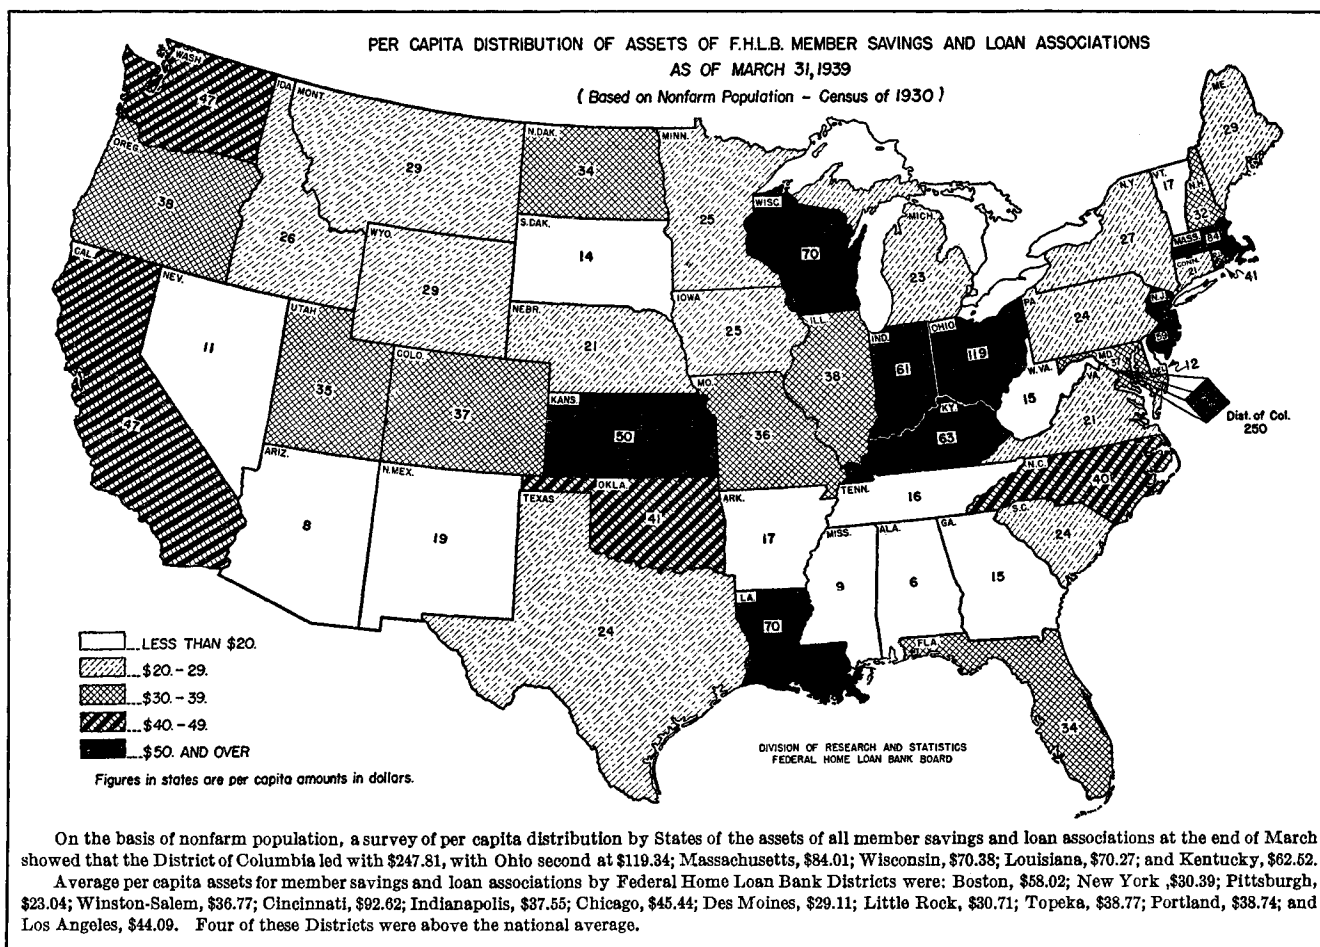 PER CAPITA DISTRIBUTION OF ASSETS OF F.H.L.B. MEMBER SAVINGS AND LOAN ASSOCIATIONS
AS OF MARCH 31, 1939
( Based on Nonfarm Population - Census of 1930 )
WASH.
47
OREG.
38
CAL.
47
IDA.
26
MONT.
29
WYO.
29
NEV.
11
UTAH
35
COLO.
37
ARIZ.
8
N.MEX.
19
N.DAK.
34
S.DAK.
14
NEBR.
21
KANS.
50
OKLA.
41
TEXAS
24
MINN.
25
IOWA
25
MO.
36
ARK.
17
LA.
70
WISC.
70
ILL.
38
MICH.
23
IND.
61
OHIO
119
KY.
63
TENN.
16
MISS.
9
ALA.
6
GA.
15
FLA.
34
S.C.
24
N.C.
40
VA.
21
W.VA.
15
MD.
37
DEL.
12
Dist. of Col.
250
PA.
24
N.J.
59
N.Y.
27
CONN.
21
41
MASS.
84
VT.
17
N.H.
32
ME.
29
LESS THAN $20.
$20.-29.
$30.-39.
$40.-49.
$50. AND OVER
Figures in states are per capita amounts in dollars.
DIVISION OF RESEARCH AND STATISTICS
FEDERAL HOME LOAN BANK BOARD
On the basis of nonfarm population, a survey of per capita distribution by States of the assets of all member savings and loan associations at the end of March
showed that the District of Columbia led with $247.81, with Ohio second at $119.34; Massachusetts, $84.01; Wisconsin, $70.38; Louisiana, $70.27; and Kentucky, $62.52.
Average per capita assets for member savings and loan associations by Federal Home Loan Bank Districts were: Boston, $58.02; New York ,$30.39; Pittsburgh,
$23.04; Winston-Salem, $36.77; Cincinnati, $92.62; Indianapolis, $37.55; Chicago, $45.44; Des Moines, $29.11; Little Rock, $30.71; Topeka, $38.77; Portland, $38.74; and
Los Angeles, $44.09. Four of these Districts were above the national average.